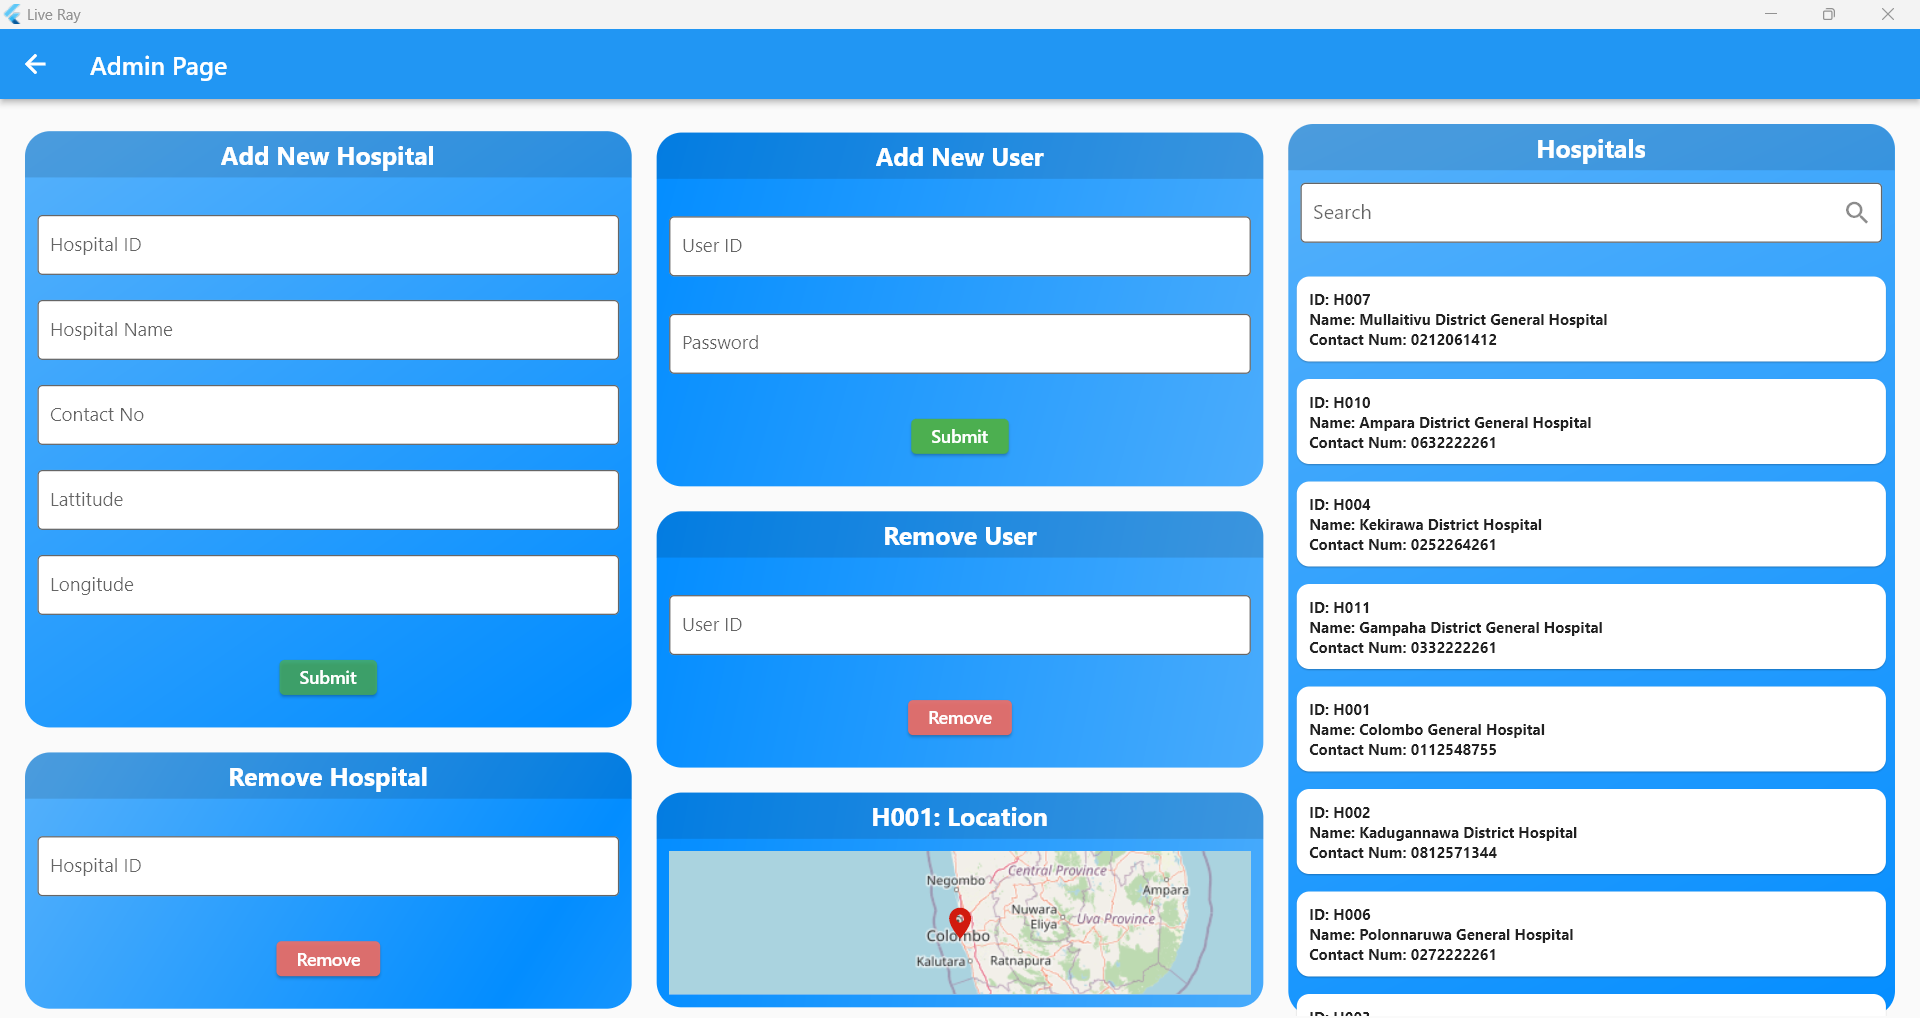 Live Ray
Admin Page
Add New Hospital
Hospital ID
Hospital Name
Contact No
Lattitude
Longitude
Submit
Remove Hospital
Hospital ID
Remove
Add New User
User ID
Password
Submit
Remove User
User ID
Remove
H001: Location
Negombo
Central Province
Ampara
Nuwara
Eliya
Uva Province
Colombo
Kalutara
Ratnapura
Hospitals
Search
ID: H007
Name: Mullaitivu District General Hospital
Contact Num: 0212061412
ID: H010
Name: Ampara District General Hospital
Contact Num: 0632222261
ID: H004
Name: Kekirawa District Hospital
Contact Num: 0252264261
ID: H011
Name: Gampaha District General Hospital
Contact Num: 0332222261
ID: H001
Name: Colombo General Hospital
Contact Num: 0112548755
ID: H002
Name: Kadugannawa District Hospital
Contact Num: 0812571344
ID: H006
Name: Polonnaruwa General Hospital
Contact Num: 0272222261